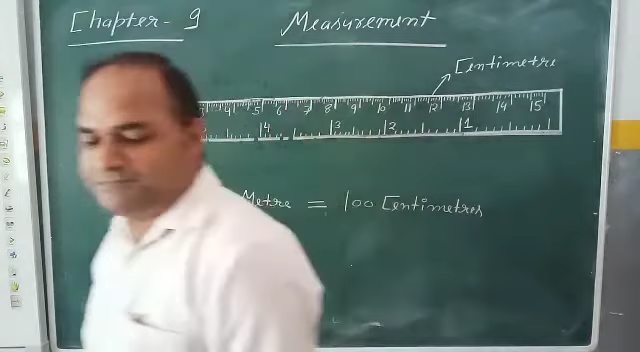 Chapter - 9
Measurement
Centimetre
4 5 6 7 8 9 10 11 12 13 14 15
4 3 2 1
Metre = 100 Centimetres